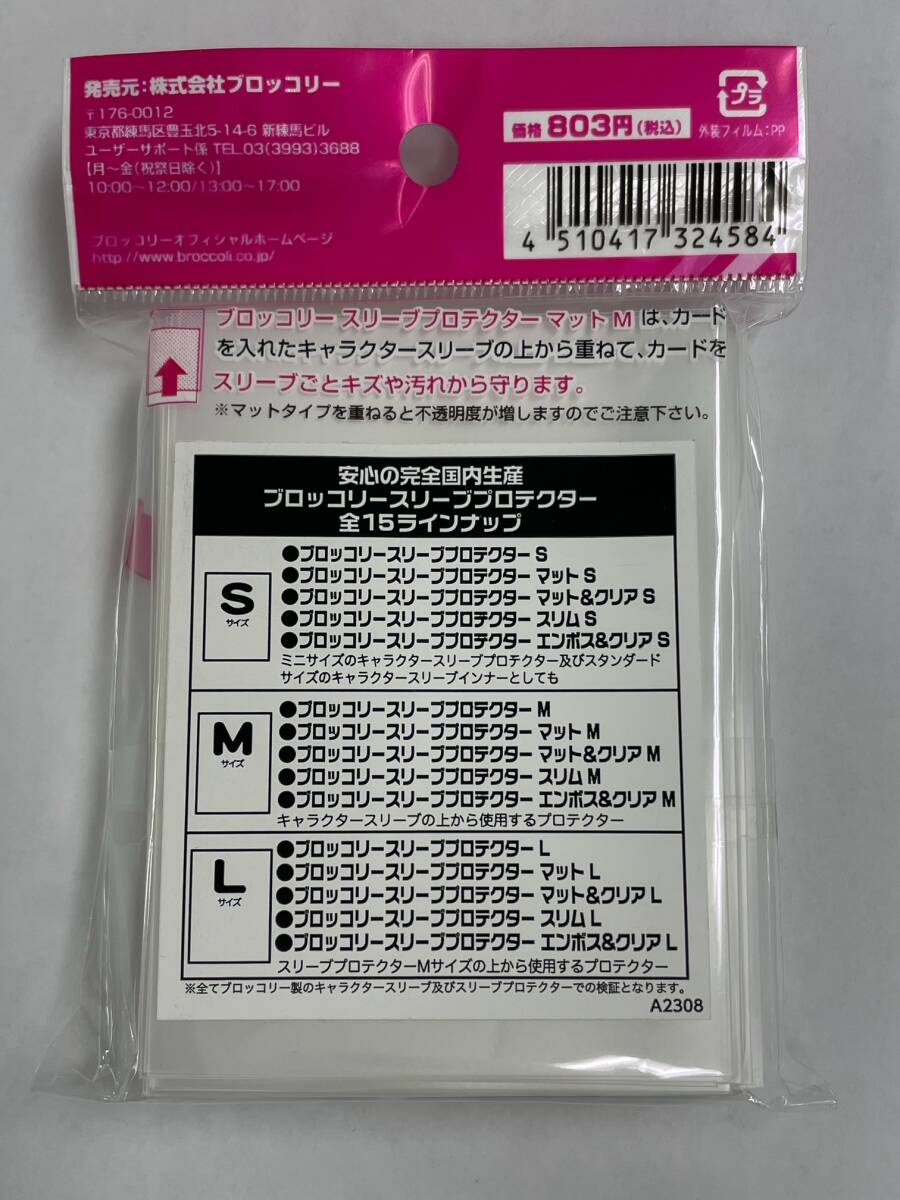 発売元:株式会社ブロッコリー
〒176-0012
東京都練馬区豊玉北5-14-6 新練馬ビル
ユーザーサポート係 TEL.03(3993)3688
【月〜金(祝祭日除く)】
10:00〜12:00/13:00〜17:00
ブロッコリーオフィシャルホームページ
http://www.broccoli.co.jp/
価格 803円(税込)
プラ
外装フィルム:PP
4 510417 324584
ブロッコリー スリーブプロテクター マット M は、カード
を入れたキャラクタースリーブの上から重ねて、カードを
スリーブごとキズや汚れから守ります。
※マットタイプを重ねると不透明度が増しますのでご注意下さい。
安心の完全国内生産
ブロッコリースリーブプロテクター
全15ラインナップ
S
サイズ
●ブロッコリースリーブプロテクター S
●ブロッコリースリーブプロテクター マット S
●ブロッコリースリーブプロテクター マット&クリア S
●ブロッコリースリーブプロテクター スリム S
●ブロッコリースリーブプロテクター エンボス&クリア S
ミニサイズのキャラクタースリーブプロテクター及びスタンダード
サイズのキャラクタースリーブインナーとしても
M
サイズ
●ブロッコリースリーブプロテクター M
●ブロッコリースリーブプロテクター マット M
●ブロッコリースリーブプロテクター マット&クリア M
●ブロッコリースリーブプロテクター スリム M
●ブロッコリースリーブプロテクター エンボス&クリア M
キャラクタースリーブの上から使用するプロテクター
L
サイズ
●ブロッコリースリーブプロテクター L
●ブロッコリースリーブプロテクター マット L
●ブロッコリースリーブプロテクター マット&クリア L
●ブロッコリースリーブプロテクター スリム L
●ブロッコリースリーブプロテクター エンボス&クリア L
スリーブプロテクターMサイズの上から使用するプロテクター
※全てブロッコリー製のキャラクタースリーブ及びスリーブプロテクターでの検証となります。
A2308